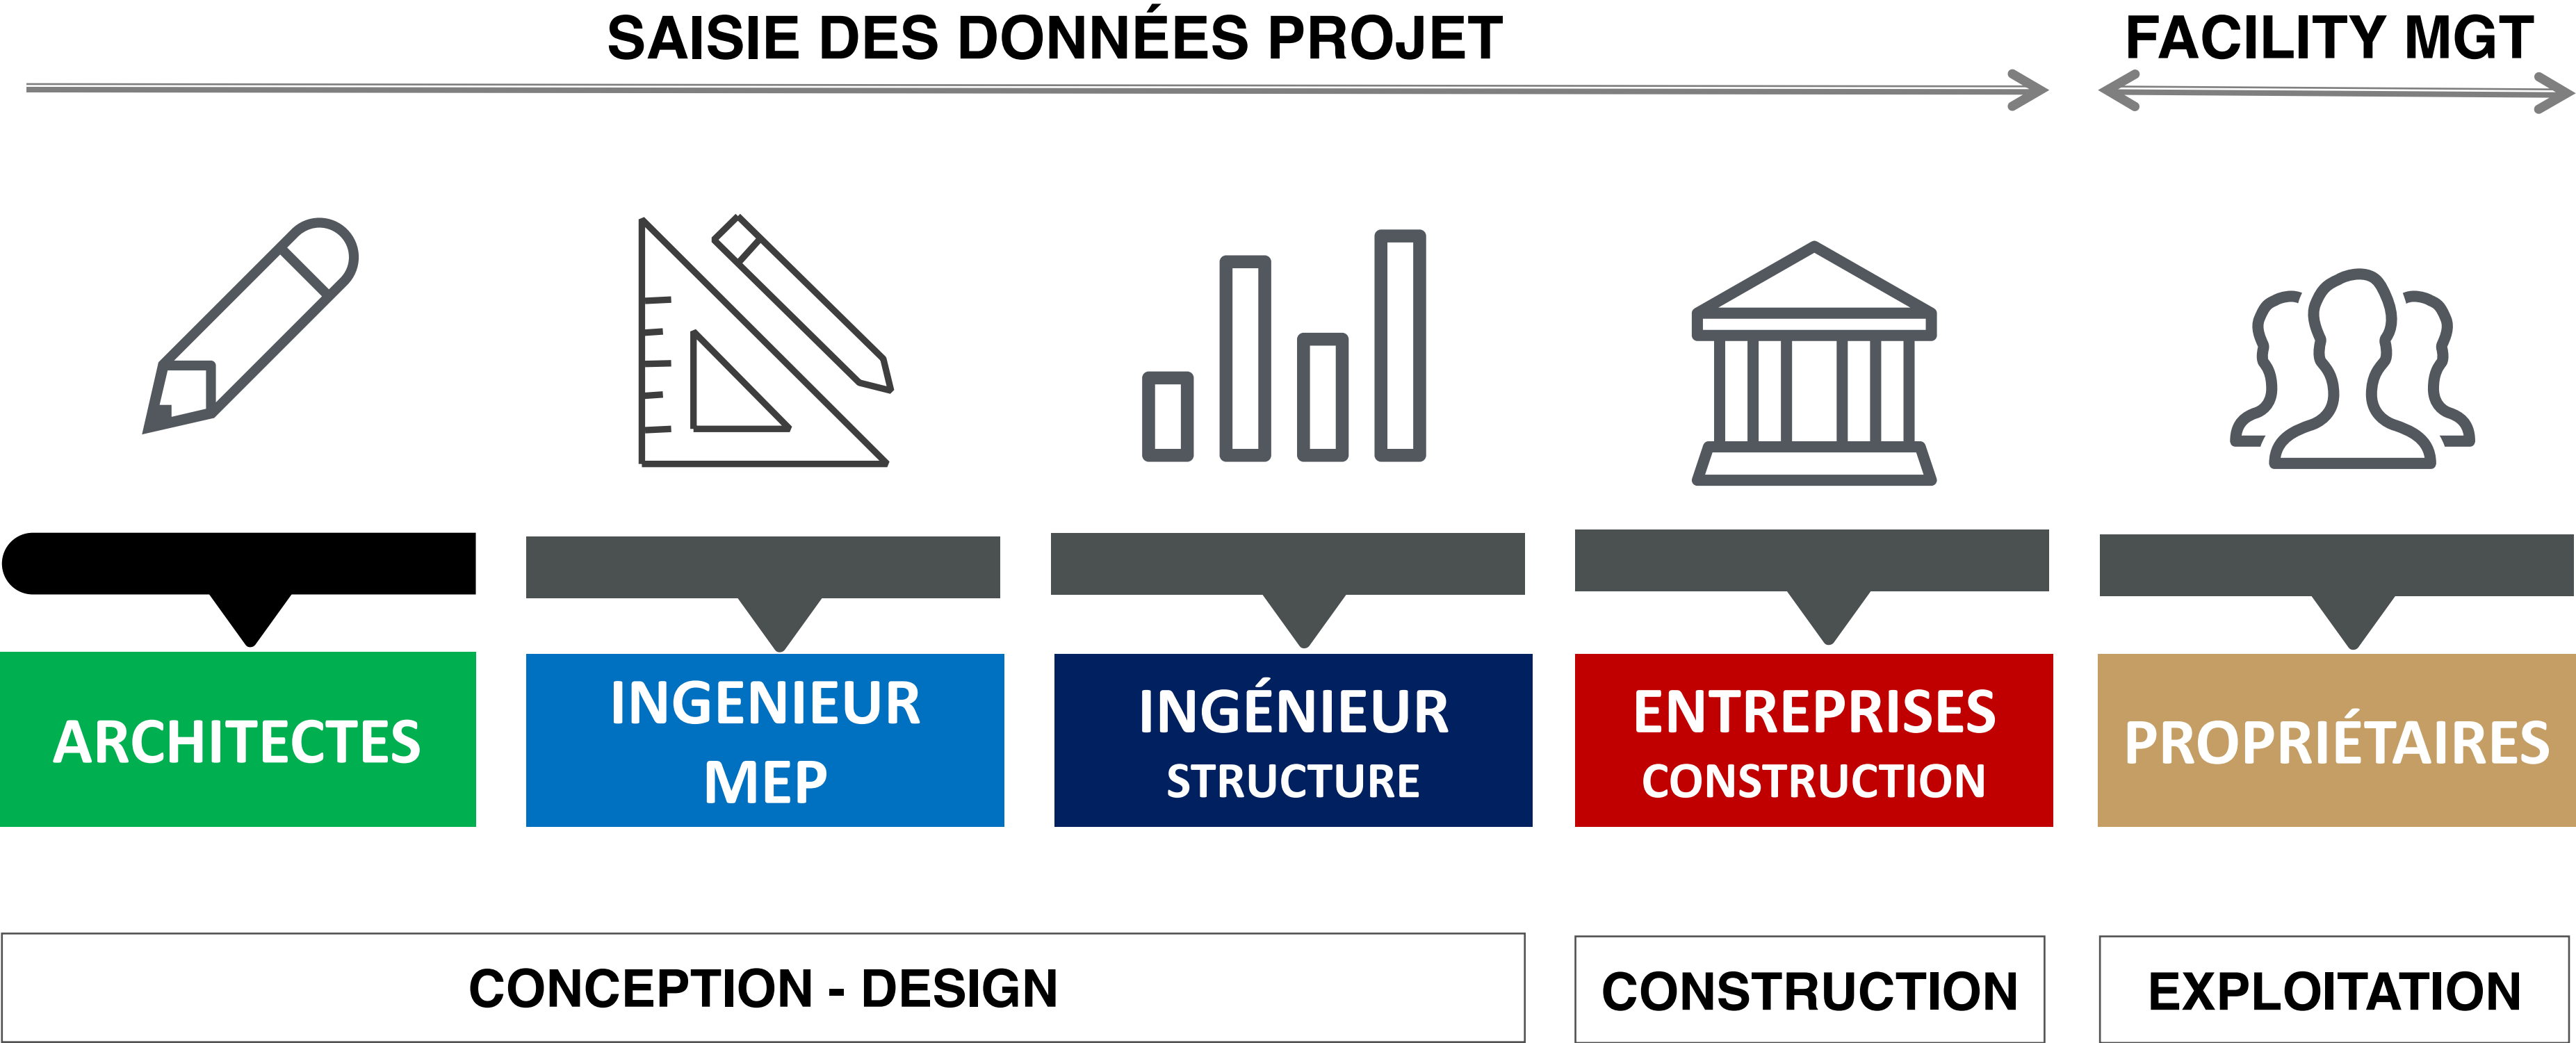 SAISIE DES DONNÉES PROJET
FACILITY MGT
ARCHITECTES
INGENIEUR
MEP
INGÉNIEUR
STRUCTURE
ENTREPRISES
CONSTRUCTION
PROPRIÉTAIRES
CONCEPTION - DESIGN
CONSTRUCTION
EXPLOITATION